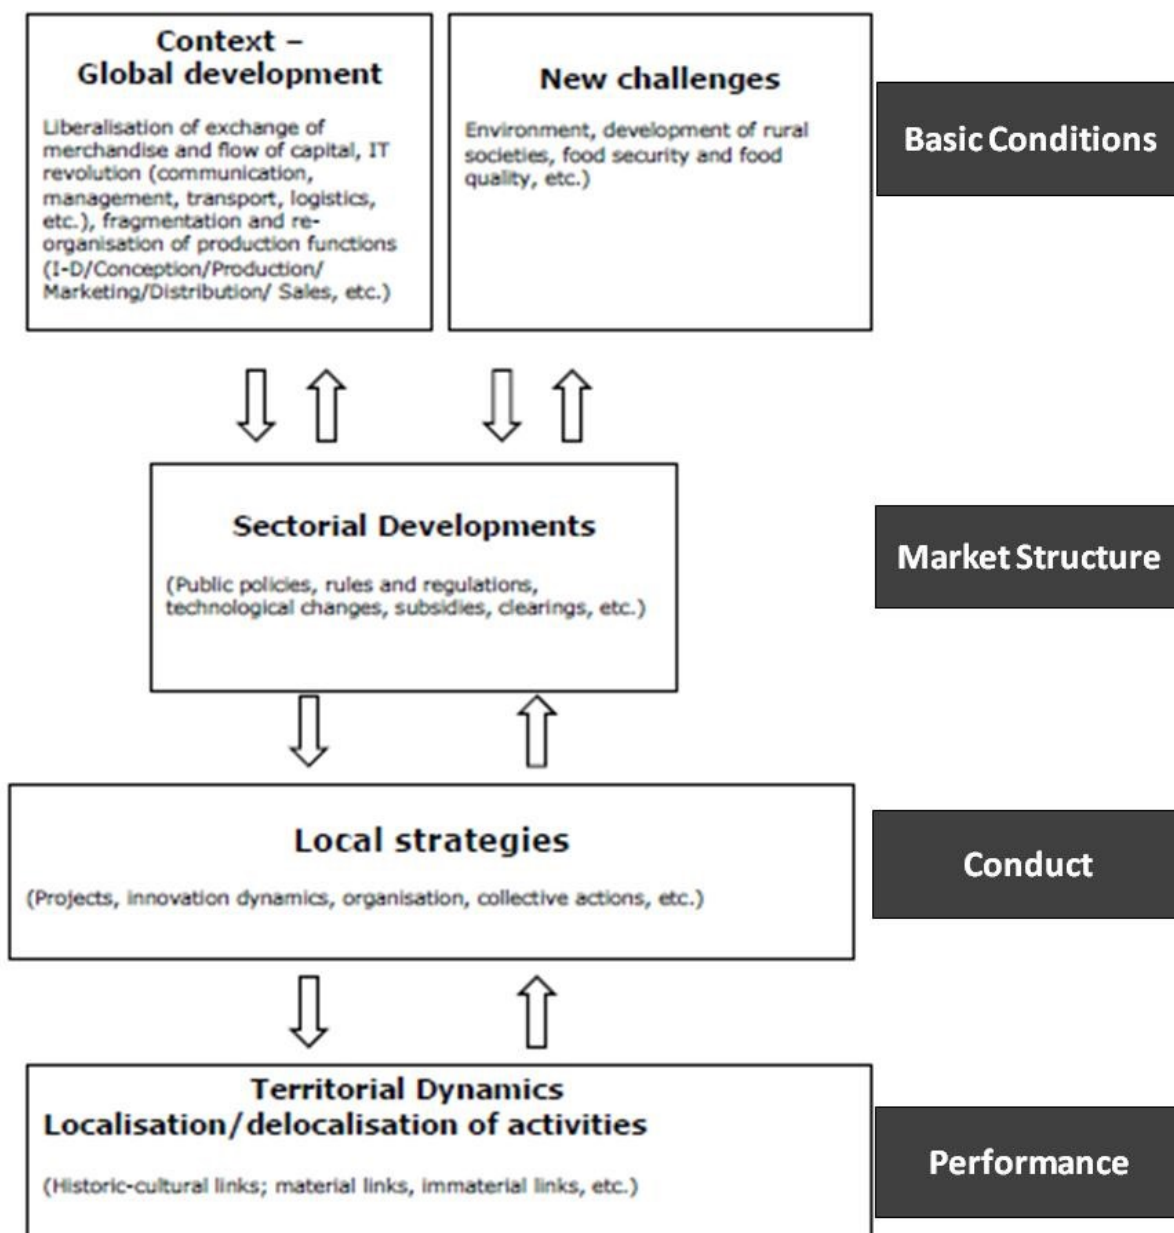 Context –
Global development
Liberalisation of exchange of
merchandise and flow of capital, IT
revolution (communication,
management, transport, logistics,
etc.), fragmentation and re-
organisation of production functions
(I-D/Conception/Production/
Marketing/Distribution/ Sales, etc.)
New challenges
Environment, development of rural
societies, food security and food
quality, etc.)
Basic Conditions
Sectorial Developments
(Public policies, rules and regulations,
technological changes, subsidies, clearings, etc.)
Market Structure
Local strategies
(Projects, innovation dynamics, organisation, collective actions, etc.)
Conduct
Territorial Dynamics
Localisation/delocalisation of activities
(Historic-cultural links; material links, immaterial links, etc.)
Performance